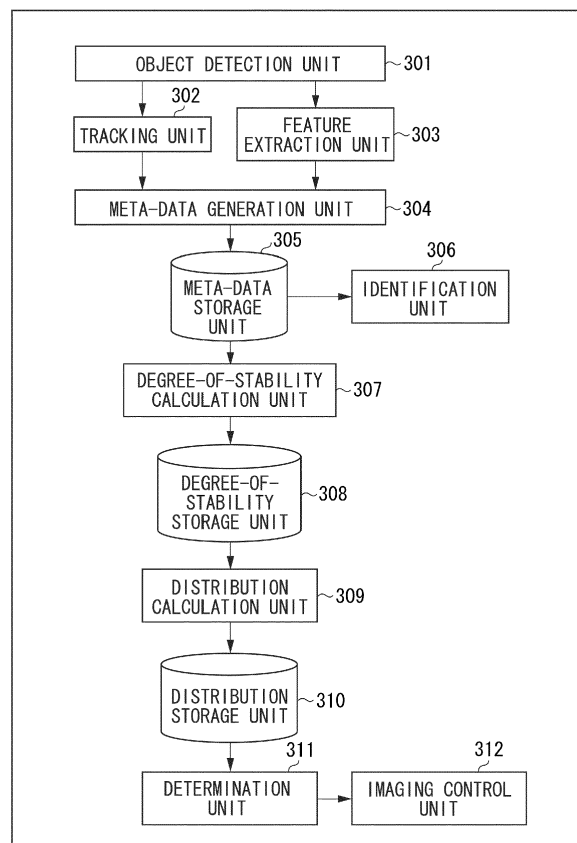 OBJECT DETECTION UNIT
301
302
TRACKING UNIT
FEATURE
EXTRACTION UNIT
303
META-DATA GENERATION UNIT
304
305
META-DATA
STORAGE
UNIT
306
IDENTIFICATION
UNIT
DEGREE-OF-STABILITY
CALCULATION UNIT
307
DEGREE-OF-
STABILITY
STORAGE UNIT
308
DISTRIBUTION
CALCULATION UNIT
309
DISTRIBUTION
STORAGE UNIT
310
311
DETERMINATION
UNIT
312
IMAGING CONTROL
UNIT